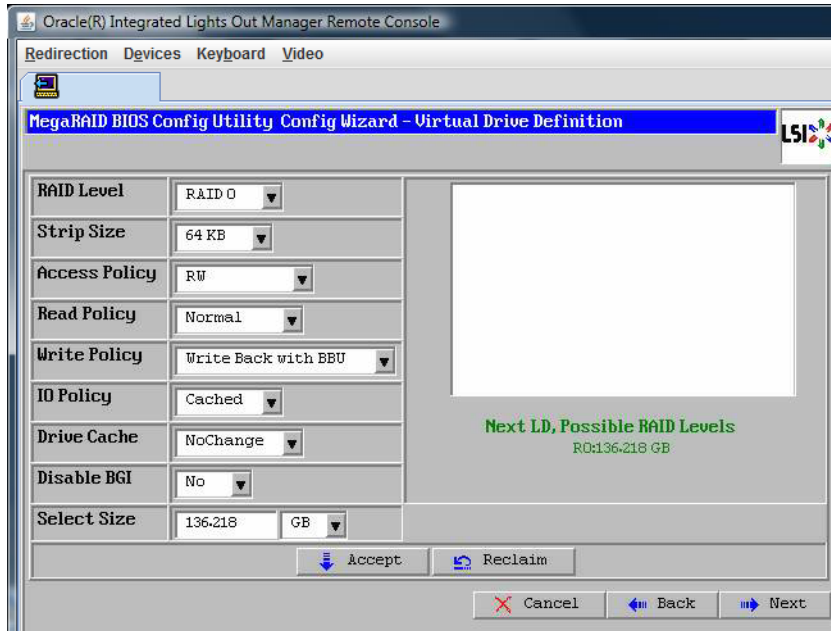 Oracle(R) Integrated Lights Out Manager Remote Console
Redirection Devices Keyboard Video
MegaRAID BIOS Config Utility Config Wizard - Virtual Drive Definition
LSI
RAID Level RAID 0
Strip Size 64 KB
Access Policy RW
Read Policy Normal
Write Policy Write Back with BBU
IO Policy Cached
Drive Cache NoChange
Disable BGI No
Select Size 136.218 GB
Next LD, Possible RAID Levels
R0:136.218 GB
Accept Reclaim
Cancel Back Next